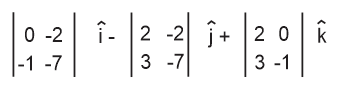 | 0 -2 | î - | 2 -2 | ĵ + | 2 0 | k̂
| -1 -7 | | 3 -7 | | 3 -1 |